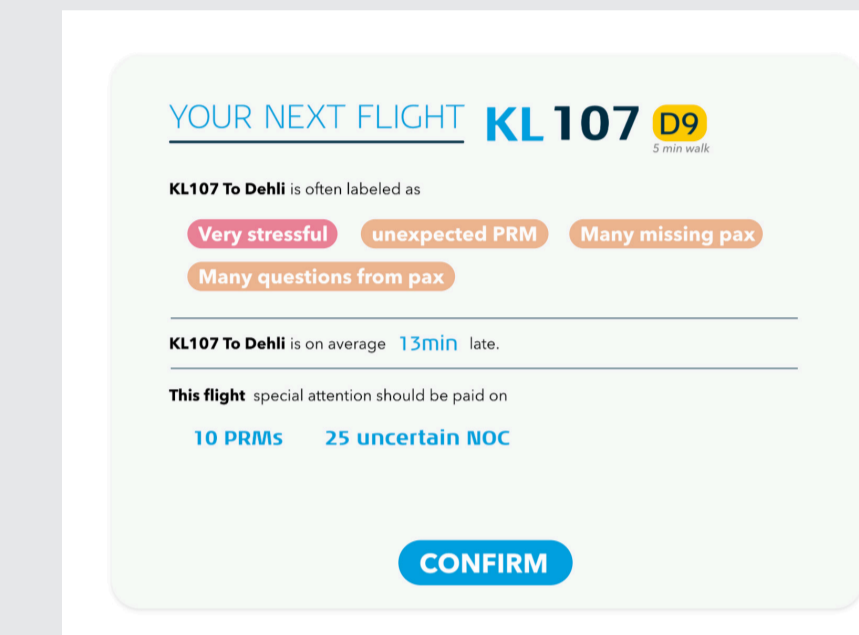 YOUR NEXT FLIGHT KL 107 D9
5 min walk
KL107 To Dehli is often labeled as
Very stressful unexpected PRM Many missing pax
Many questions from pax
KL107 To Dehli is on average 13min late.
This flight special attention should be paid on
10 PRMs 25 uncertain NOC
CONFIRM